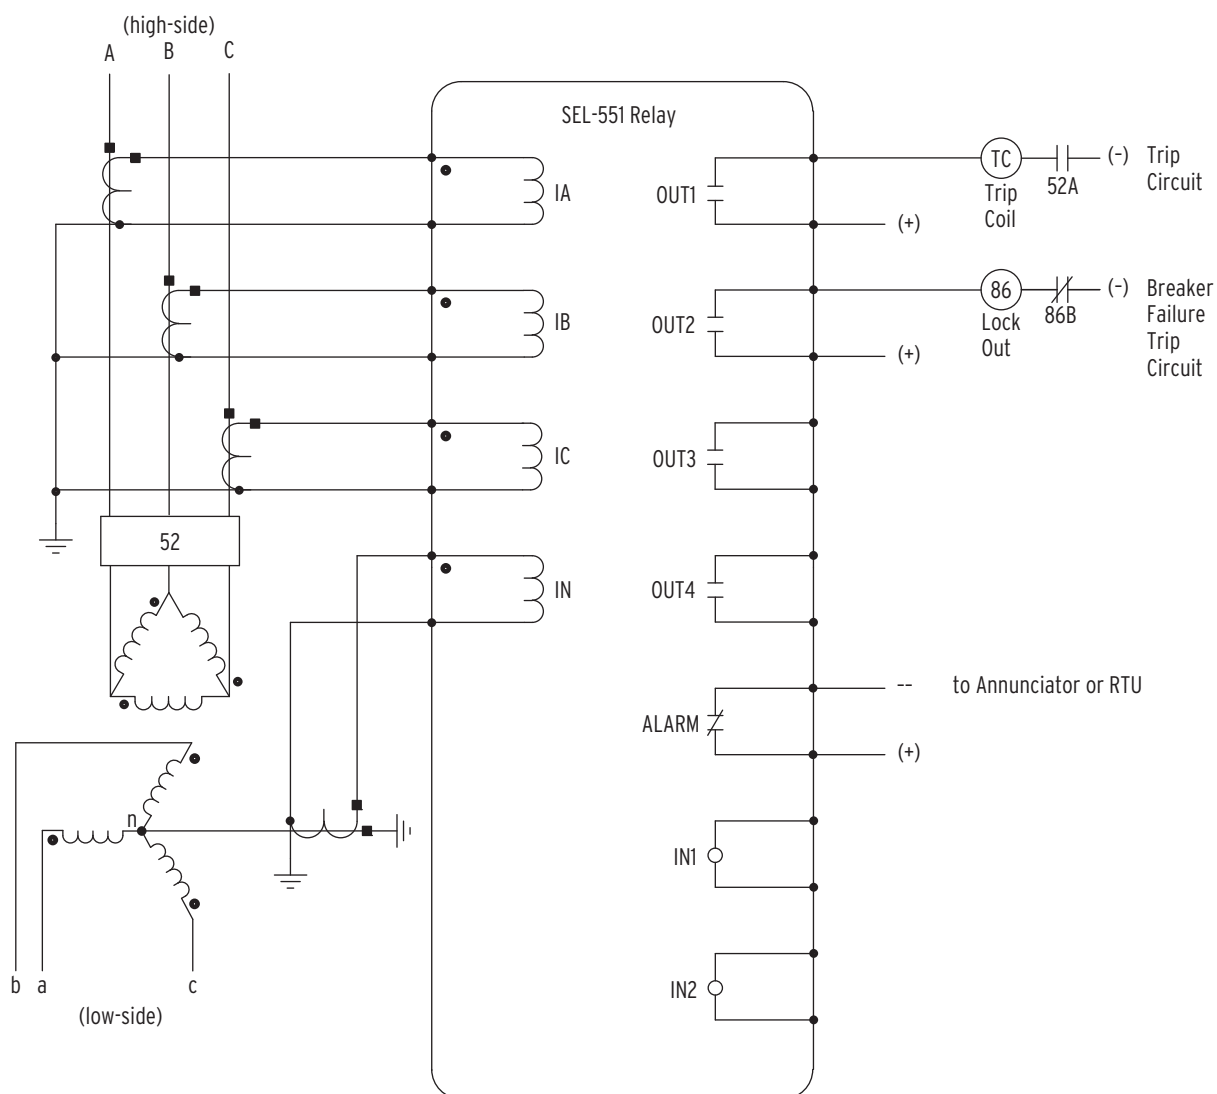 (high-side)
A B C
SEL-551 Relay
IA
OUT1
TC
Trip
Coil
52A
(-)
Trip
Circuit
(+)
IB
OUT2
86
Lock
Out
86B
(-)
Breaker
Failure
Trip
Circuit
(+)
IC
OUT3
52
IN
OUT4
ALARM
--
to Annunciator or RTU
(+)
n
IN1
IN2
b a c
(low-side)